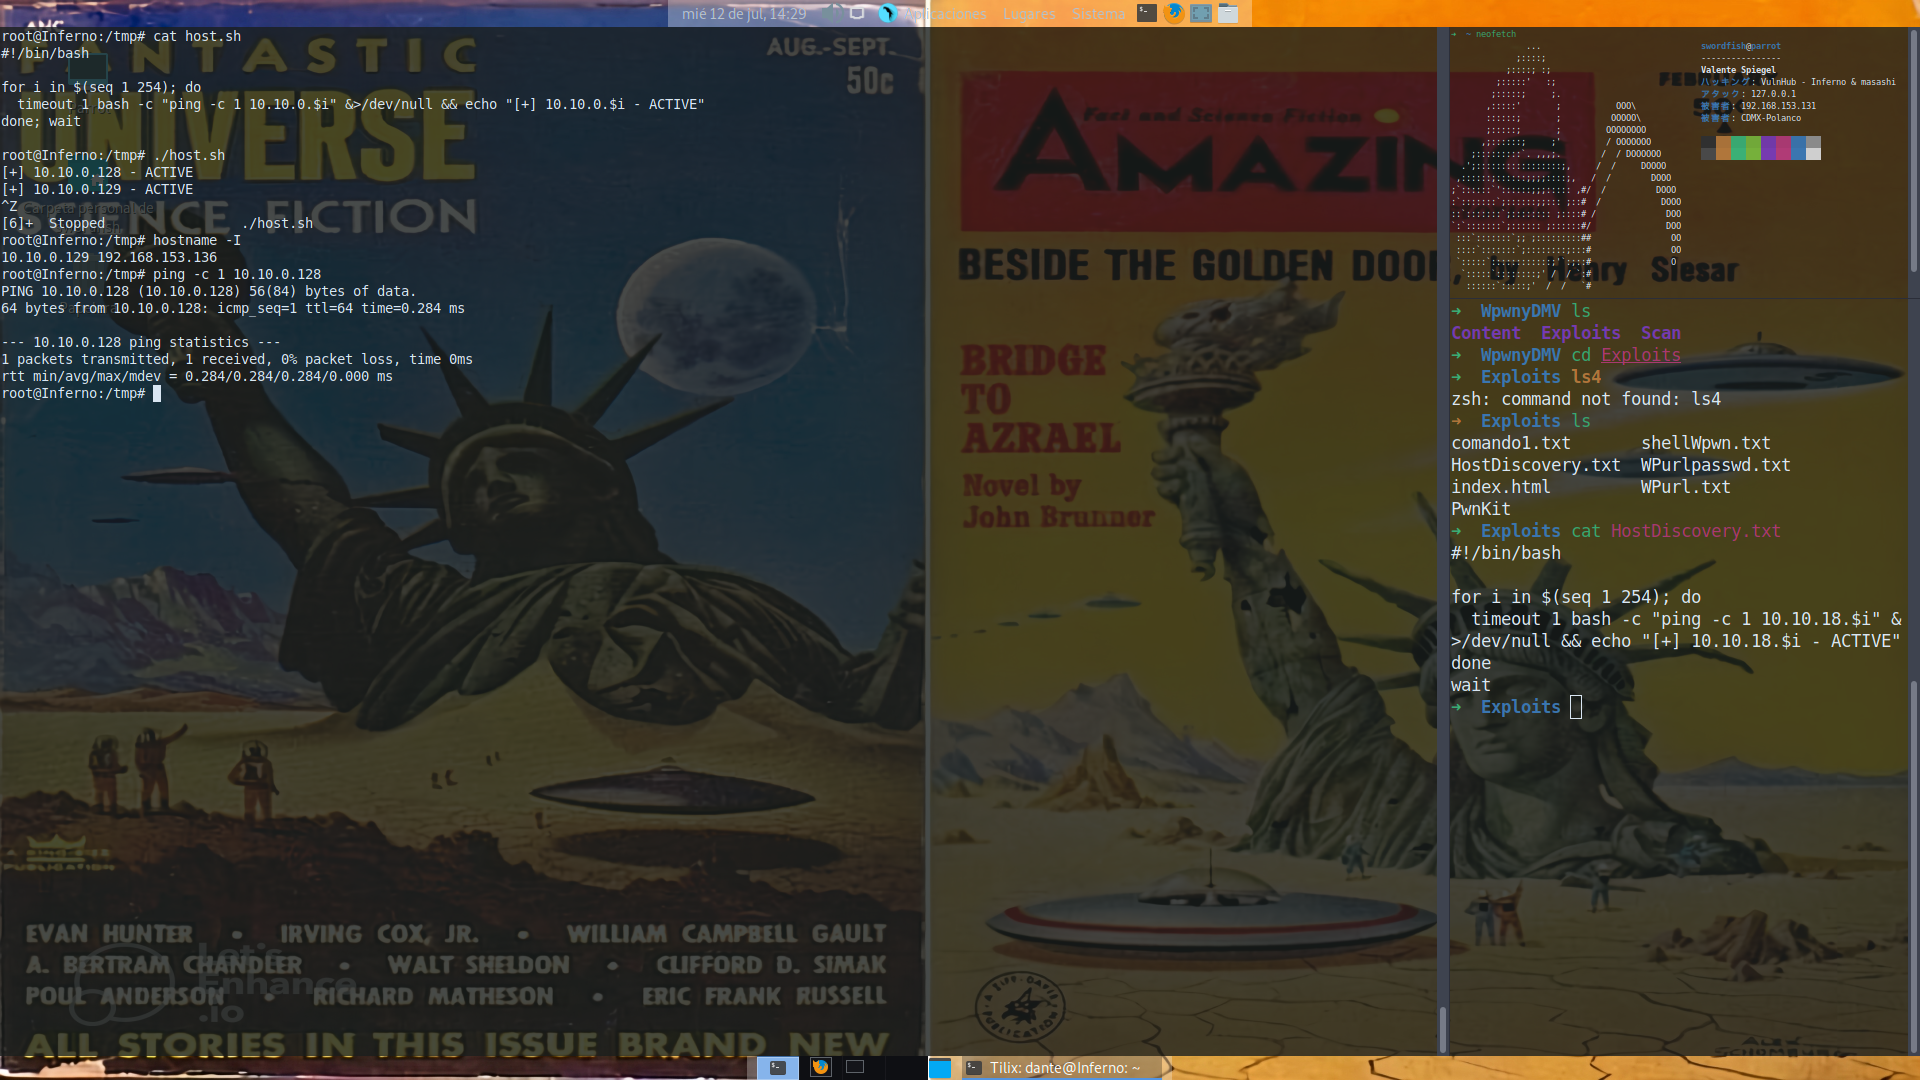 mié 12 de jul, 14:29
Aplicaciones Lugares Sistema
root@Inferno:/tmp# cat host.sh
#!/bin/bash
for i in $(seq 1 254); do
timeout 1 bash -c "ping -c 1 10.10.0.$i" &>/dev/null && echo "[+] 10.10.0.$i - ACTIVE"
done; wait
root@Inferno:/tmp# ./host.sh
[+] 10.10.0.128 - ACTIVE
[+] 10.10.0.129 - ACTIVE
^Z
[6]+  Stopped                 ./host.sh
root@Inferno:/tmp# hostname -I
10.10.0.129 192.168.153.136
root@Inferno:/tmp# ping -c 1 10.10.0.128
PING 10.10.0.128 (10.10.0.128) 56(84) bytes of data.
64 bytes from 10.10.0.128: icmp_seq=1 ttl=64 time=0.284 ms
--- 10.10.0.128 ping statistics ---
1 packets transmitted, 1 received, 0% packet loss, time 0ms
rtt min/avg/max/mdev = 0.284/0.284/0.284/0.000 ms
root@Inferno:/tmp#
Carpeta personal de
FANTASTIC
UNIVERSE
SCIENCE FICTION
AUG.-SEPT.
50c
EVAN HUNTER • IRVING COX, JR. • WILLIAM CAMPBELL GAULT
A. BERTRAM CHANDLER • WALT SHELDON • CLIFFORD D. SIMAK
POUL ANDERSON • RICHARD MATHESON • ERIC FRANK RUSSELL
ALL STORIES IN THIS ISSUE BRAND NEW
A KING-SIZE
PUBLICATION
Let's
Enhance
.io
Fact and Science Fiction
AMAZIN
BESIDE THE GOLDEN DOOR, by Henry Slesar
BRIDGE
TO
AZRAEL
Novel by
John Brunner
➜  ~ neofetch
swordfish@parrot
----------------
Valente Spiegel
ハッキング: VulnHub - Inferno & masashi
アタック: 127.0.0.1
被害者: 192.168.153.131
被害者: CDMX-Polanco
➜  WpwnyDMV ls
Content  Exploits  Scan
➜  WpwnyDMV cd Exploits
➜  Exploits ls4
zsh: command not found: ls4
➜  Exploits ls
comando1.txt       shellWpwn.txt
HostDiscovery.txt  WPurlpasswd.txt
index.html         WPurl.txt
PwnKit
➜  Exploits cat HostDiscovery.txt
#!/bin/bash
for i in $(seq 1 254); do
timeout 1 bash -c "ping -c 1 10.10.18.$i" &
>/dev/null && echo "[+] 10.10.18.$i - ACTIVE"
done
wait
➜  Exploits
Tilix: dante@Inferno: ~